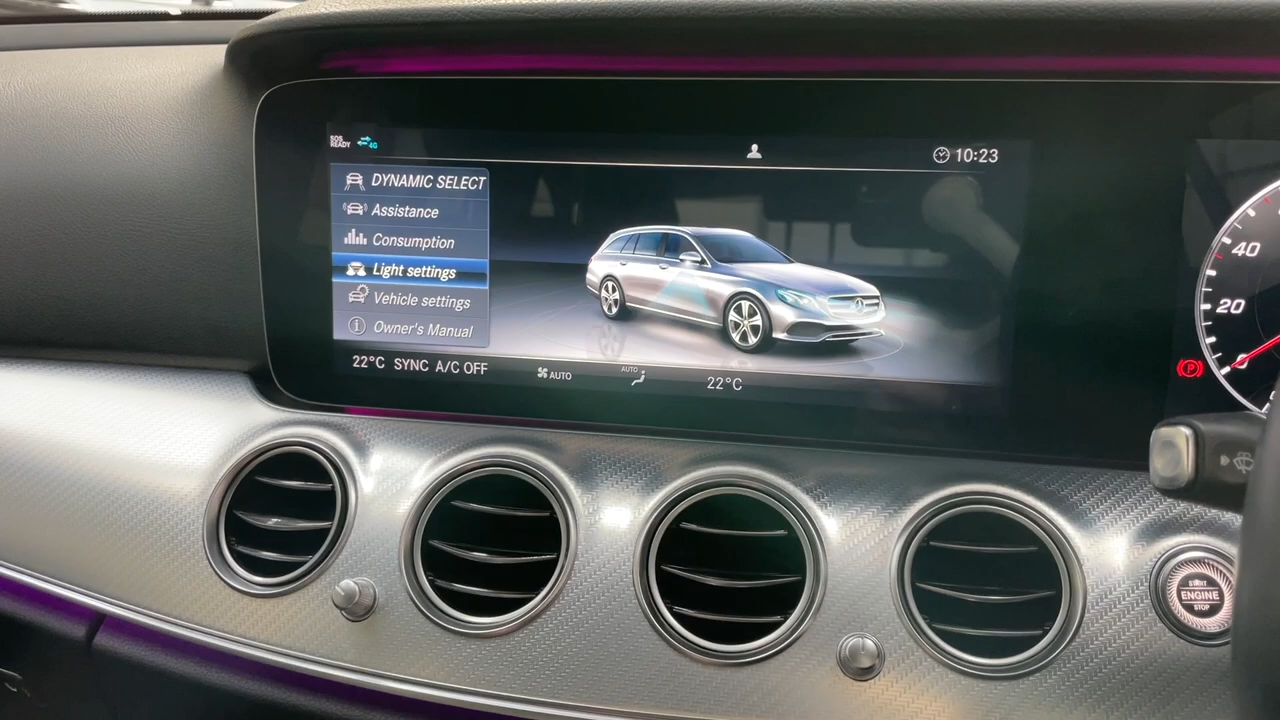 SOS
READY
4G
10:23
DYNAMIC SELECT
Assistance
Consumption
Light settings
Vehicle settings
Owner's Manual
22°C SYNC A/C OFF
AUTO
AUTO
22°C
40
20
P
START
ENGINE
STOP